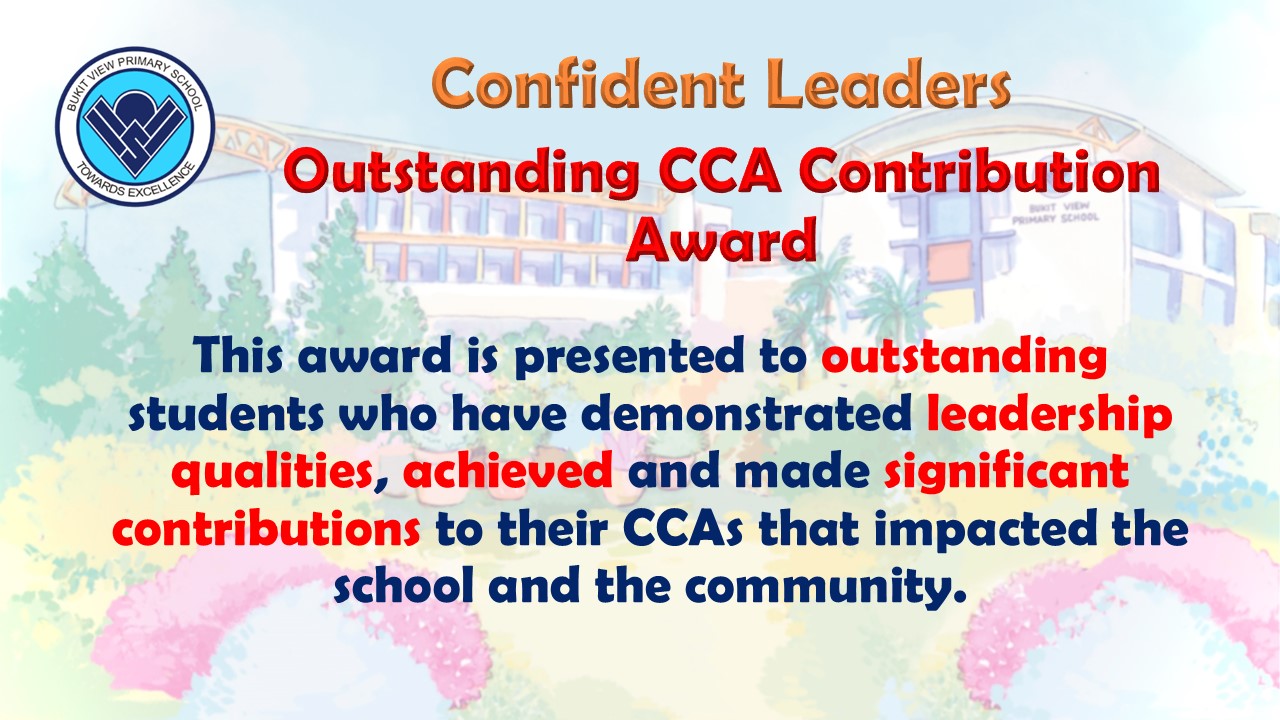 BUKIT VIEW PRIMARY SCHOOL
TOWARDS EXCELLENCE
Confident Leaders
Outstanding CCA Contribution
Award
BUKIT VIEW
PRIMARY SCHOOL
This award is presented to outstanding
students who have demonstrated leadership
qualities, achieved and made significant
contributions to their CCAs that impacted the
school and the community.